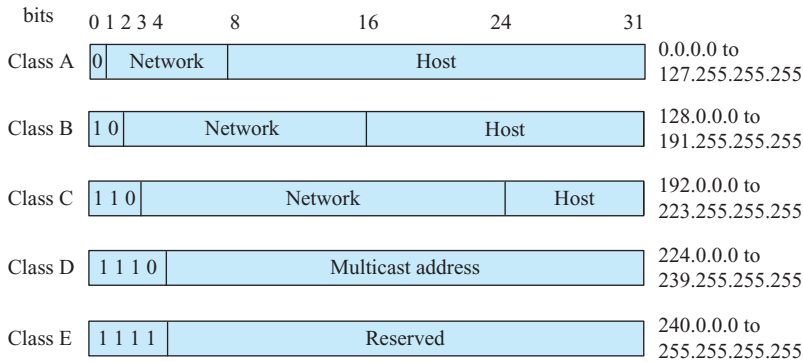 bits 0 1 2 3 4 8 16 24 31
Class A 0 Network Host 0.0.0.0 to
127.255.255.255
Class B 1 0 Network Host 128.0.0.0 to
191.255.255.255
Class C 1 1 0 Network Host 192.0.0.0 to
223.255.255.255
Class D 1 1 1 0 Multicast address 224.0.0.0 to
239.255.255.255
Class E 1 1 1 1 Reserved 240.0.0.0 to
255.255.255.255